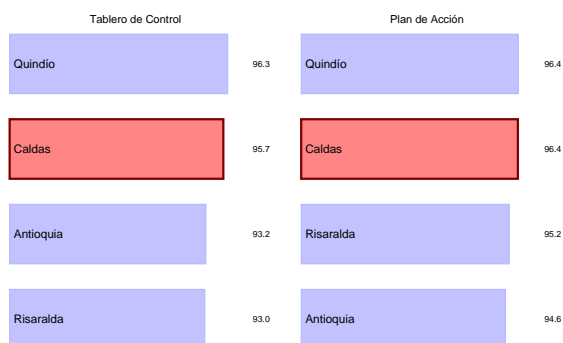 Tablero de Control
Quindío 96.3
Caldas 95.7
Antioquia 93.2
Risaralda 93.0
Plan de Acción
Quindío 96.4
Caldas 96.4
Risaralda 95.2
Antioquia 94.6